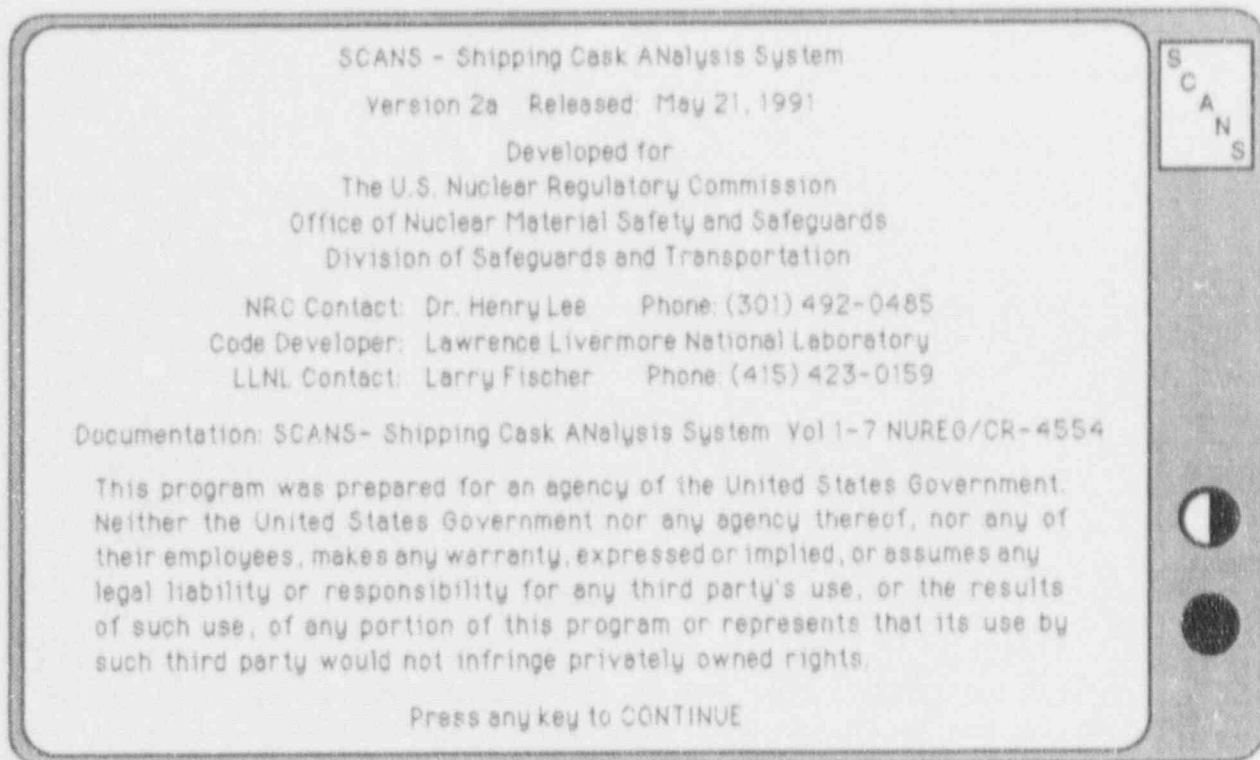 SCANS - Shipping Cask ANalysis System
Version 2a Released: May 21, 1991
Developed for
The U.S. Nuclear Regulatory Commission
Office of Nuclear Material Safety and Safeguards
Division of Safeguards and Transportation
NRC Contact: Dr. Henry Lee Phone: (301) 492-0485
Code Developer: Lawrence Livermore National Laboratory
LLNL Contact: Larry Fischer Phone: (415) 423-0159
Documentation: SCANS- Shipping Cask ANalysis System Vol 1-7 NUREG/CR-4554
This program was prepared for an agency of the United States Government.
Neither the United States Government nor any agency thereof, nor any of
their employees, makes any warranty, expressed or implied, or assumes any
legal liability or responsibility for any third party's use, or the results
of such use, of any portion of this program or represents that its use by
such third party would not infringe privately owned rights.
Press any key to CONTINUE
SCANS